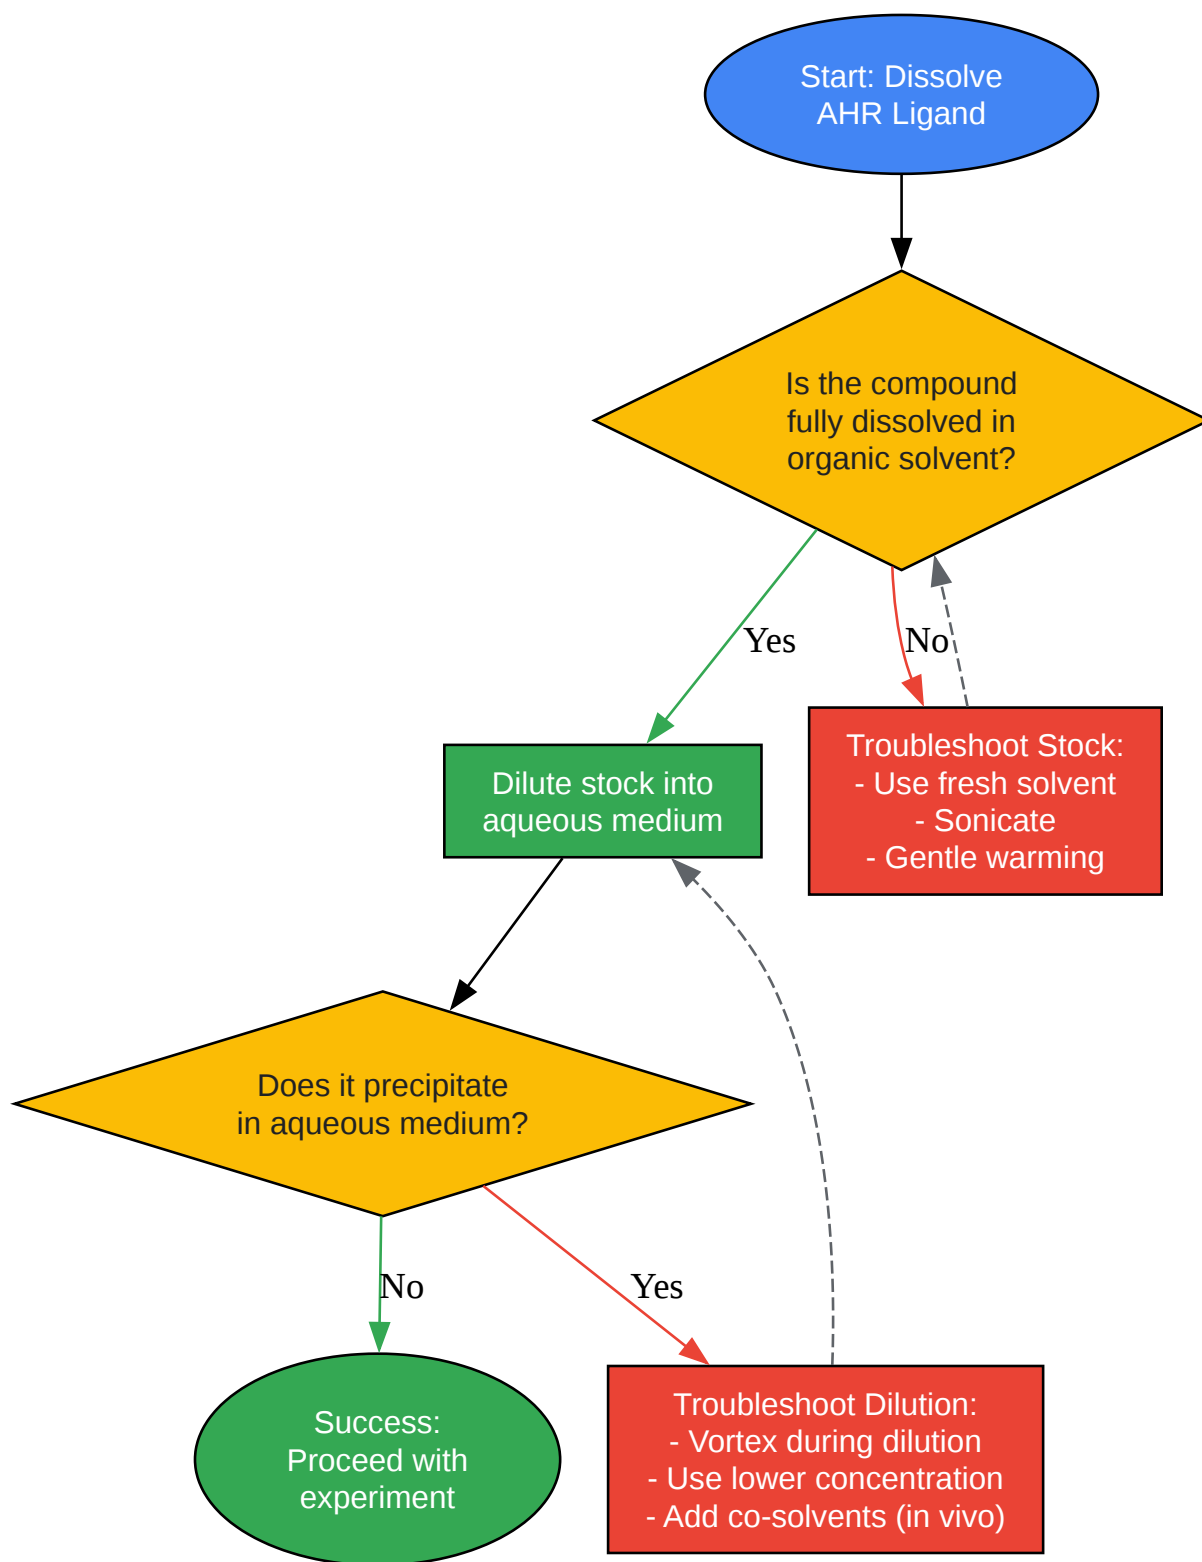 Start: Dissolve
AHR Ligand
Is the compound
fully dissolved in
organic solvent?
Yes
No
Troubleshoot Stock:
- Use fresh solvent
- Sonicate
- Gentle warming
Dilute stock into
aqueous medium
Does it precipitate
in aqueous medium?
No
Yes
Success:
Proceed with
experiment
Troubleshoot Dilution:
- Vortex during dilution
- Use lower concentration
- Add co-solvents (in vivo)